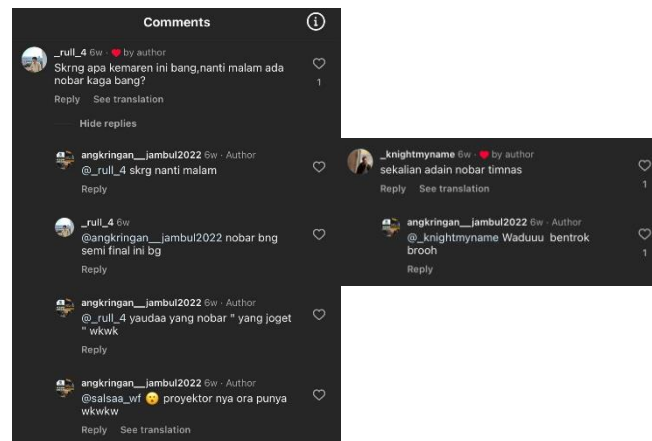 Comments
_rull_4 6w · ❤ by author
Skrng apa kemaren ini bang,nanti malam ada
nobar kaga bang?
1
Reply See translation
Hide replies
angkringan__jambul2022 6w · Author
@_rull_4 skrg nanti malam
Reply
_rull_4 6w
@angkringan__jambul2022 nobar bng
semi final ini bg
Reply
angkringan__jambul2022 6w · Author
@_rull_4 yaudaa yang nobar " yang joget
" wkwk
Reply
angkringan__jambul2022 6w · Author
@salsaa_wf 😮 proyektor nya ora punya
wkwkw
Reply See translation
_knightmyname 6w · ❤ by author
sekalian adain nobar timnas
Reply See translation
1
angkringan__jambul2022 6w · Author
@_knightmyname Waduuu bentrok
brooh
1
Reply